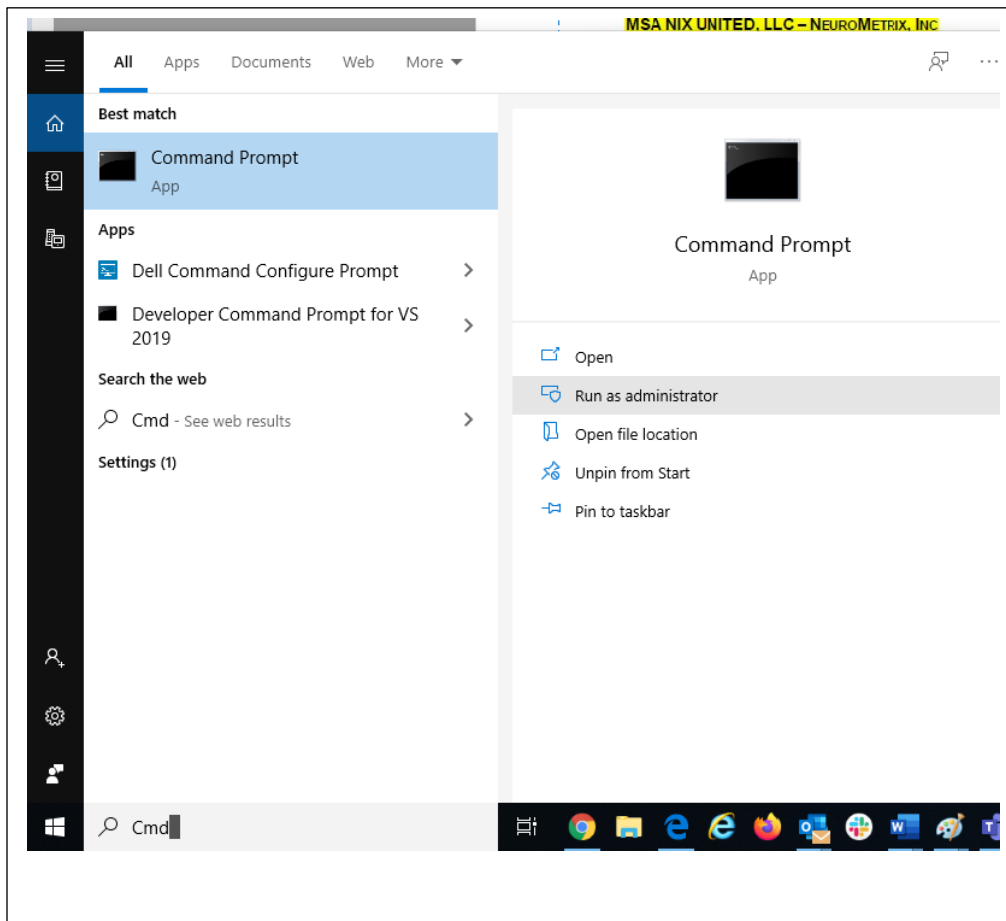 MSA NIX UNITED, LLC – NEUROMETRIX, INC
All Apps Documents Web More
Best match
Command Prompt
App
Apps
Dell Command Configure Prompt
Developer Command Prompt for VS
2019
Search the web
Cmd - See web results
Settings (1)
Command Prompt
App
Open
Run as administrator
Open file location
Unpin from Start
Pin to taskbar
Cmd